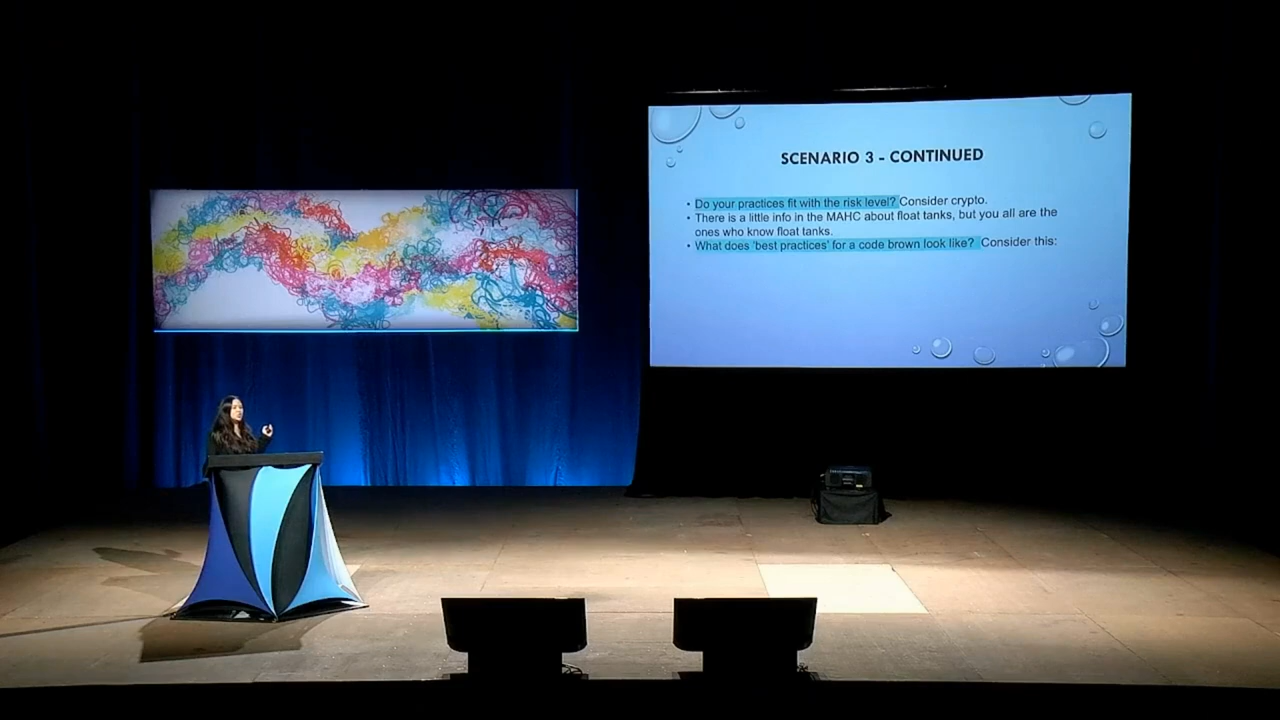 SCENARIO 3 - CONTINUED
• Do your practices fit with the risk level? Consider crypto.
• There is a little info in the MAHC about float tanks, but you all are the
ones who know float tanks.
• What does 'best practices' for a code brown look like? Consider this: